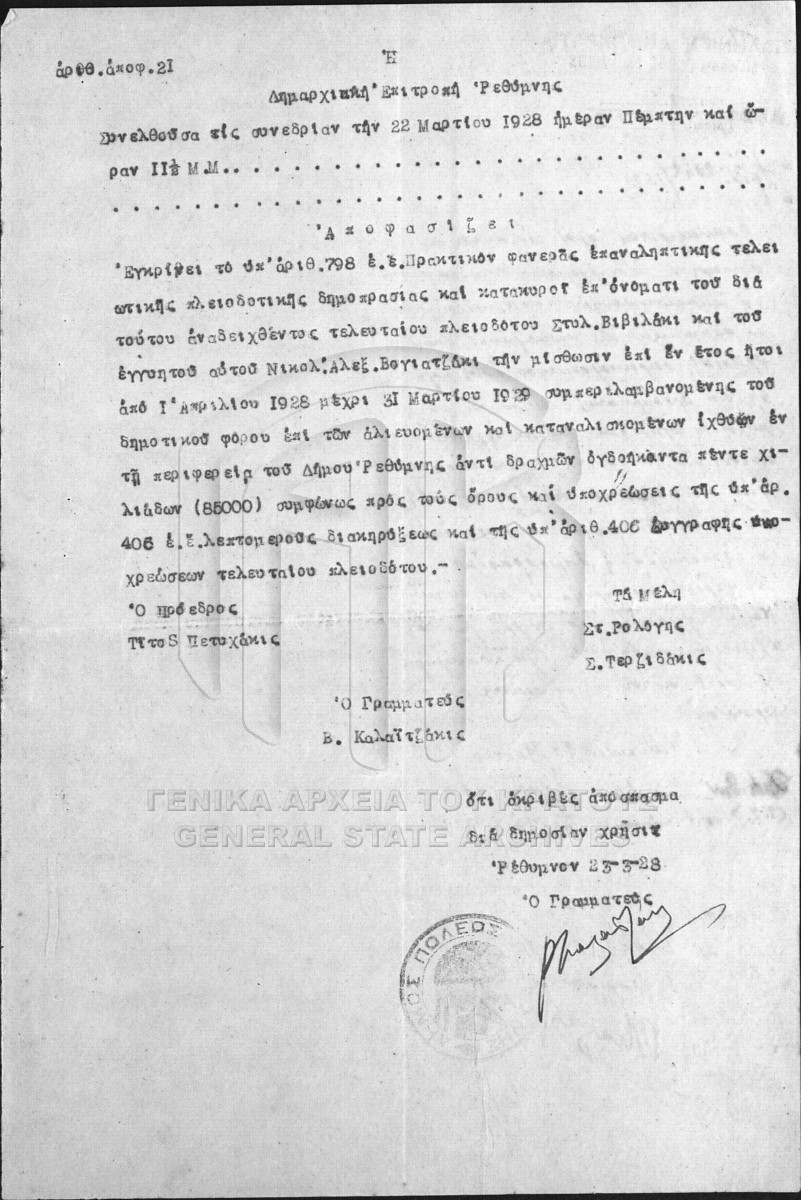 ἀριθ.ἀποφ.21
Ἡ
Δημαρχιακή Ἐπιτροπή Ῥεθύμνης
Συνελθοῦσα εἰς συνεδρίαν τήν 22 Μαρτίου 1928 ἡμέραν Πέμπτην καί ὥ-
ραν ΙΙ½ Μ.Μ. . . . . . . . . . . . . . . . . . . . . . . . . . . . . . .
. . . . . . . . . . . . . . . . . . . . . . . . . . . . . . . . . . .
Ἀποφασίζει
Ἐγκρίνει τό ὑπ' ἀριθ.798 ἐ.ἔ.Πρακτικόν φανερᾶς ἐπαναληπτικῆς τελει
ωτικῆς πλειοδοτικῆς δημοπρασίας καί κατακυροῖ ἐπ' ὀνόματι τοῦ διά
τούτου ἀναδειχθέντος τελευταίου πλειοδότου Στυλ.Βιβιλάκι καί τοῦ
ἐγγυητοῦ αὐτοῦ Νικολ.Ἀλεξ.Βογιατζάκι τήν μίσθωσιν ἐπί ἕν ἔτος ἤτοι
ἀπό 1 Ἀπριλίου 1928 μέχρι 31 Μαρτίου 1929 συμπεριλαμβανομένης τοῦ
δημοτικοῦ φόρου ἐπί τῶν ἁλιευομένων καί καταναλισκομένων ἰχθύων ἐν
τῇ περιφερείᾳ τοῦ Δήμου Ῥεθύμνης ἀντί δραχμῶν ὀγδοήκοντα πέντε χι-
λιάδων (85000) συμφώνως πρός τούς ὅρους καί ὑποχρεώσεις τῆς ὑπ' ἀρ.
406 ἐ.ἔ.λεπτομεροῦς διακηρύξεως καί τῆς ὑπ' ἀριθ.406 συγγραφῆς ὑπο-
χρεώσεων τελευταίου πλειοδότου.-
Ὁ Πρόεδρος
Τά Μέλη
Τῖτος Πετυχάκις
Στ.Ρολόγης
Σ.Τερζιδάκις
Ὁ Γραμματεύς
Β. Καλαϊτζάκις
ΓΕΝΙΚΑ ΑΡΧΕΙΑ ΤΟΥ ΚΡΑΤΟΥΣ
GENERAL STATE ARCHIVES
ὅτι ἀκριβές ἀπόσπασμα
διά δημοσίαν χρῆσιν
Ῥέθυμνον 23-3-28
Ὁ Γραμματεύς
ΜΟΣ ΠΟΛΕΩΣ